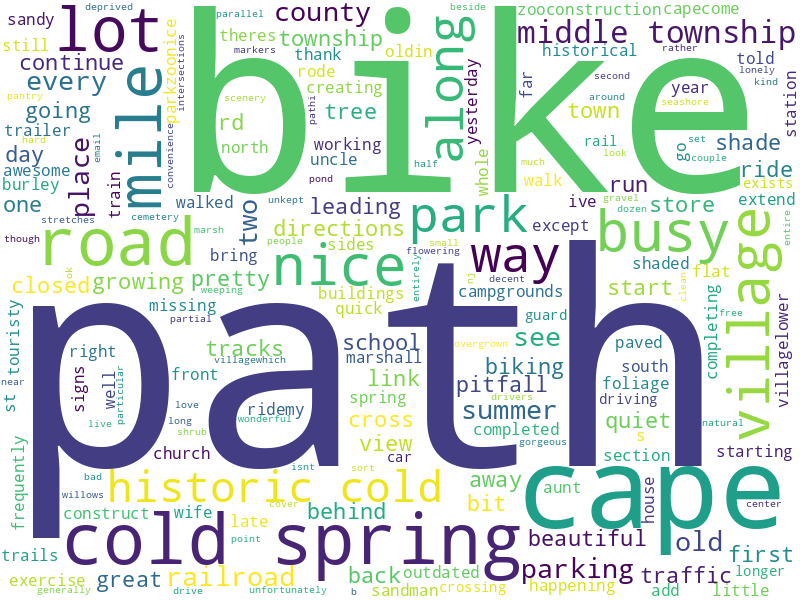 deprived
parallel
beside
zooconstruction capecome
sandy
lot
bike
county
middle township
still
theres
township
along
historical
markers
rather
told
continue
parkzoonice
intersections
thank
oldin
lonely
every
mile
rode
yesterday
far
second
year
kind
station
pantry
creating
scenery
seashore
going
pathi
tree
town
around
hard
convenience
rd
working
rail
go
set
couple
trailer
place
email
north
uncle
half
whole
much
look
shade
day
train
walk
run
ride
awesome
burley
pond
gravel
exists
one
walked
unkept
leading
ive
store
dozen
extend
entire
stretches
cemetery
two
marsh
directions
park
except
busy
though
road
bring
people
sides
nice
flowering
small
way
shaded
village
ok
entirely
nj
decent
flat
closed
growing
pretty
weeping
buildings
campgrounds
start
clean
partial
missing
quick
path
guard
completing
free
villagelower
st touristy
tracks
school
see
paved
overgrown
right
villagewhich
marshall
biking
south
near
signs
well
front
link
pitfall
drivers
foliage
driving
live
particular
love
spring
summer
gorgeous
quiet
natural
long
wonderful
ridemy
cross
completed
s
shrub
view
church
isnt
car
section
starting
frequently
bad
sort
away
aunt
cape
center
willows
historic cold
cover
bit
house
construct
wife
late
behind
point
cold spring
beautiful
old
trails
parking
traffic
first
exercise
great
railroad
back
outdated
happening
longer
generally
drive
unfortunately
b
sandman
crossing
add
little